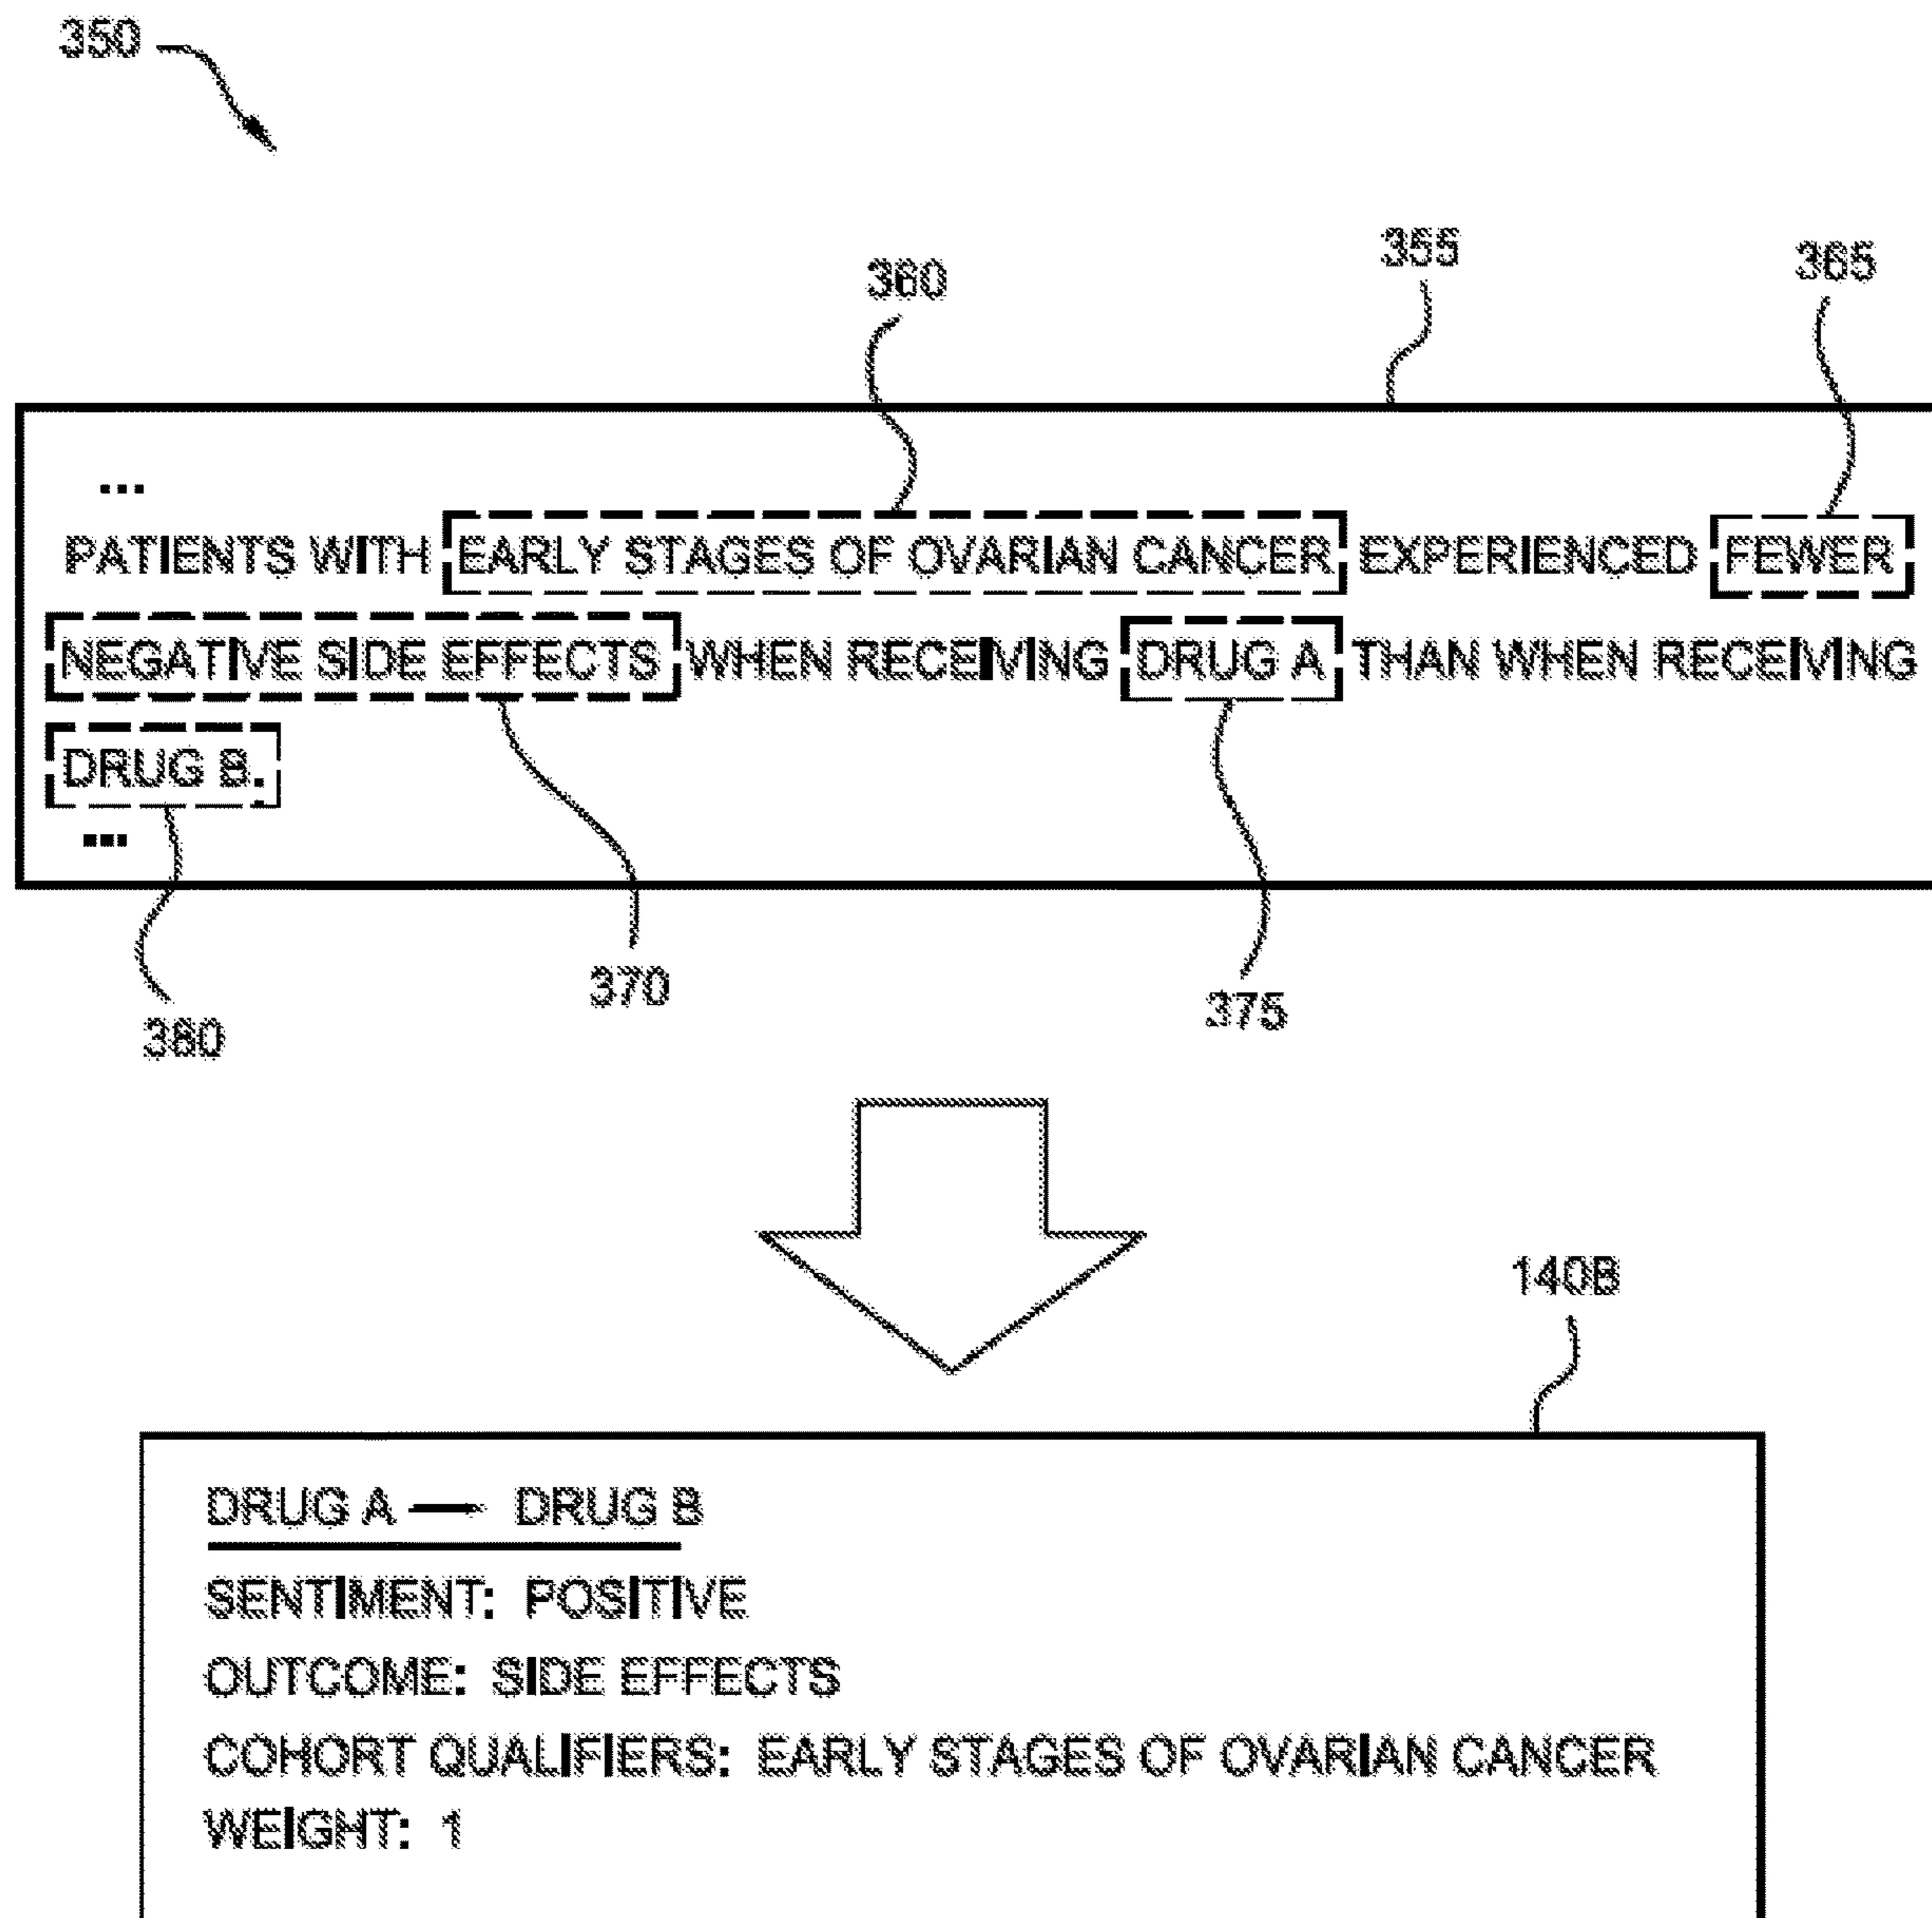 350
360
355
365
...
PATIENTS WITH EARLY STAGES OF OVARIAN CANCER EXPERIENCED FEWER
NEGATIVE SIDE EFFECTS WHEN RECEIVING DRUG A THAN WHEN RECEIVING
DRUG B.
...
370
375
380
140B
DRUG A → DRUG B
SENTIMENT: POSITIVE
OUTCOME: SIDE EFFECTS
COHORT QUALIFIERS: EARLY STAGES OF OVARIAN CANCER
WEIGHT: 1